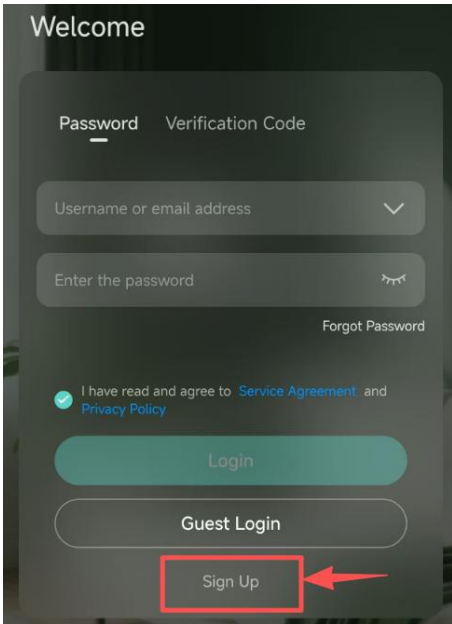 Welcome
Password Verification Code
Username or email address
Enter the password
Forgot Password
I have read and agree to Service Agreement and
Privacy Policy
Login
Guest Login
Sign Up